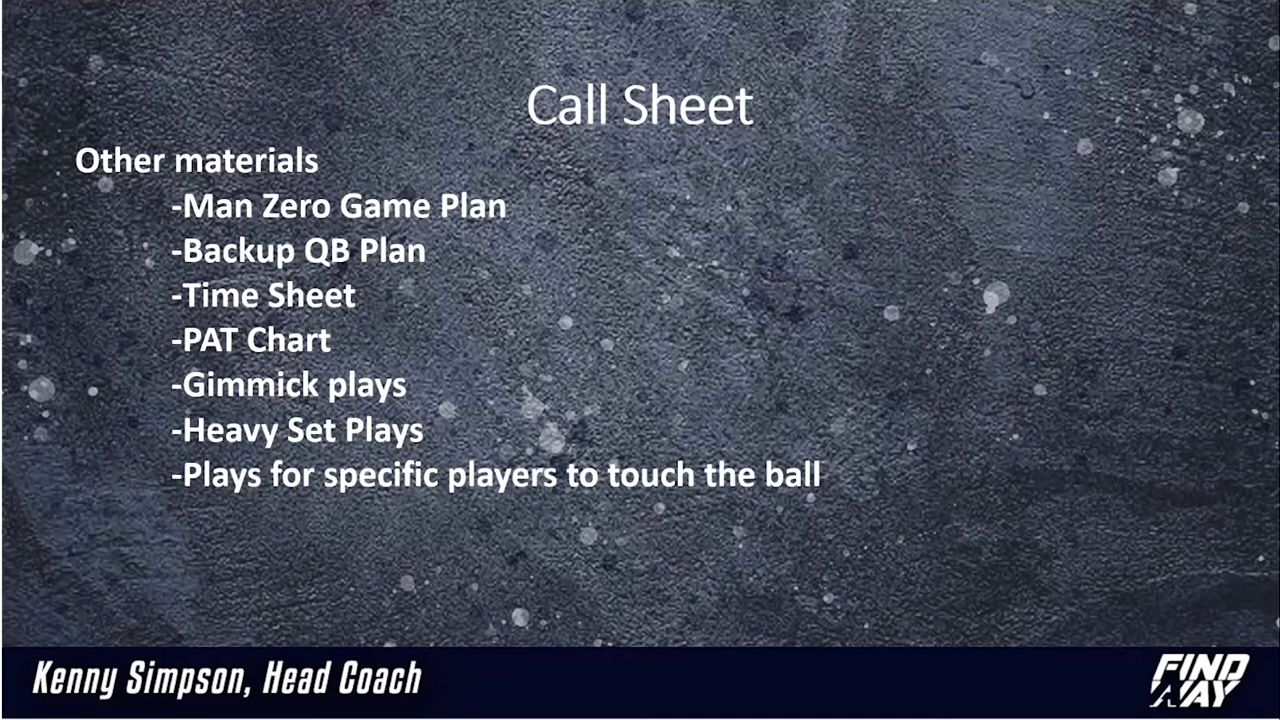 Call Sheet
Other materials
-Man Zero Game Plan
-Backup QB Plan
-Time Sheet
-PAT Chart
-Gimmick plays
-Heavy Set Plays
-Plays for specific players to touch the ball
Kenny Simpson, Head Coach
FIND
A WAY